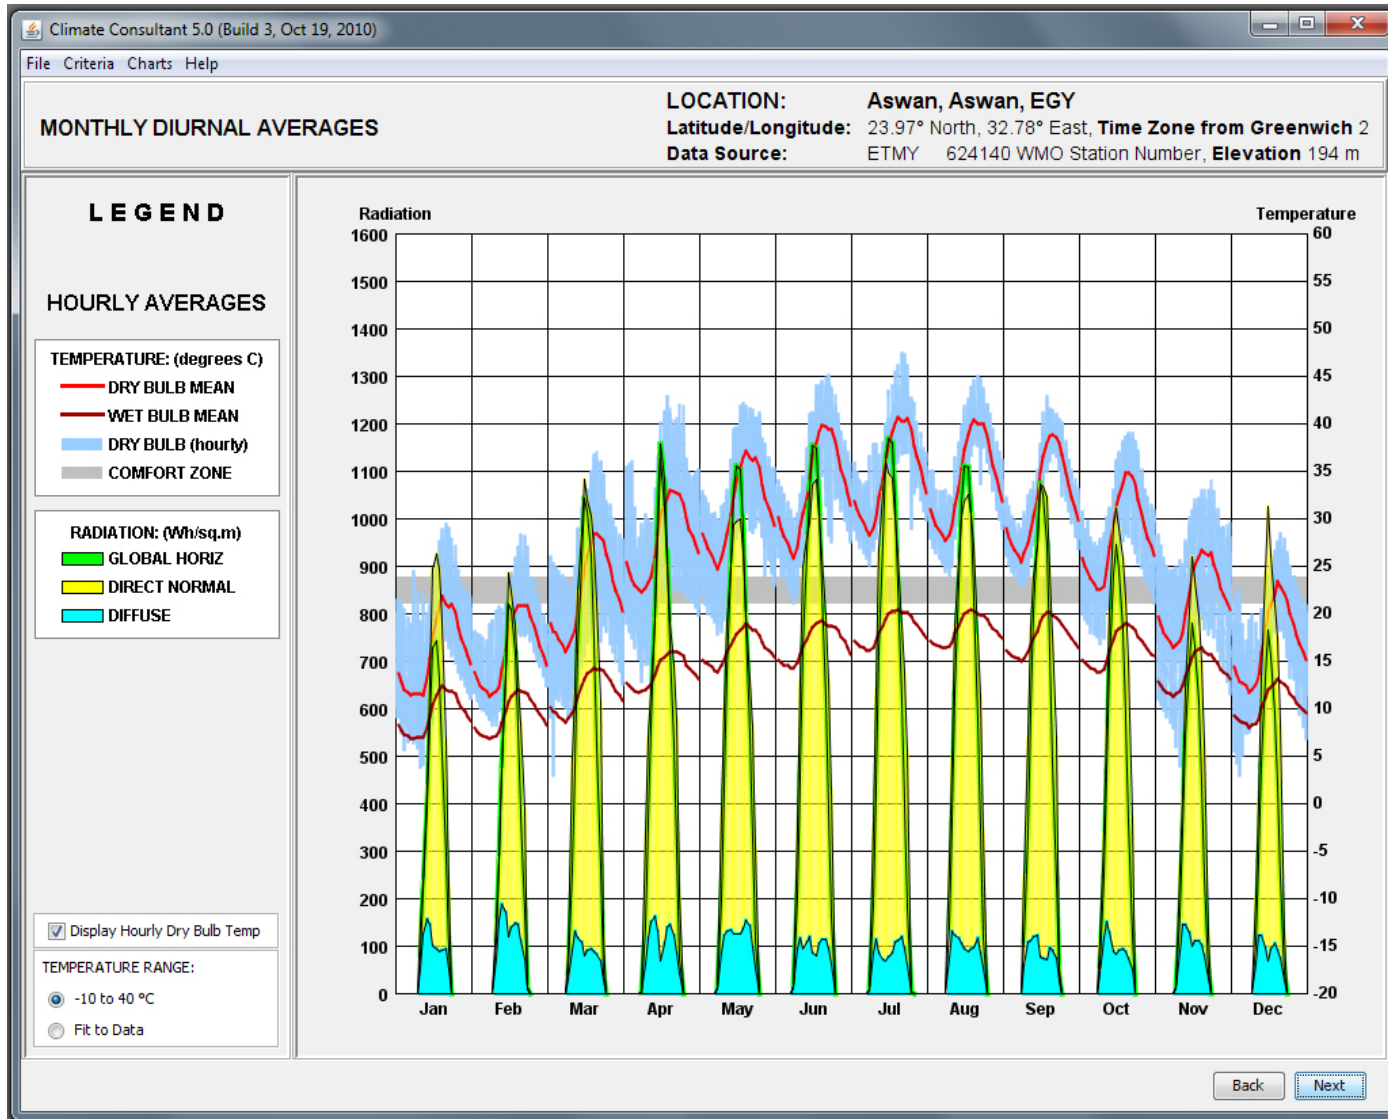 Climate Consultant 5.0 (Build 3, Oct 19, 2010)
File Criteria Charts Help
MONTHLY DIURNAL AVERAGES
LOCATION: Aswan, Aswan, EGY
Latitude/Longitude: 23.97° North, 32.78° East, Time Zone from Greenwich 2
Data Source: ETMY 624140 WMO Station Number, Elevation 194 m
LEGEND
HOURLY AVERAGES
TEMPERATURE: (degrees C)
DRY BULB MEAN
WET BULB MEAN
DRY BULB (hourly)
COMFORT ZONE
RADIATION: (Wh/sq.m)
GLOBAL HORIZ
DIRECT NORMAL
DIFFUSE
Display Hourly Dry Bulb Temp
TEMPERATURE RANGE:
-10 to 40 ºC
Fit to Data
Radiation Temperature
1600 60
1500 55
1400 50
1300 45
1200 40
1100 35
1000 30
900 25
800 20
700 15
600 10
500 5
400 0
300 -5
200 -10
100 -15
0 -20
Jan Feb Mar Apr May Jun Jul Aug Sep Oct Nov Dec
Back Next